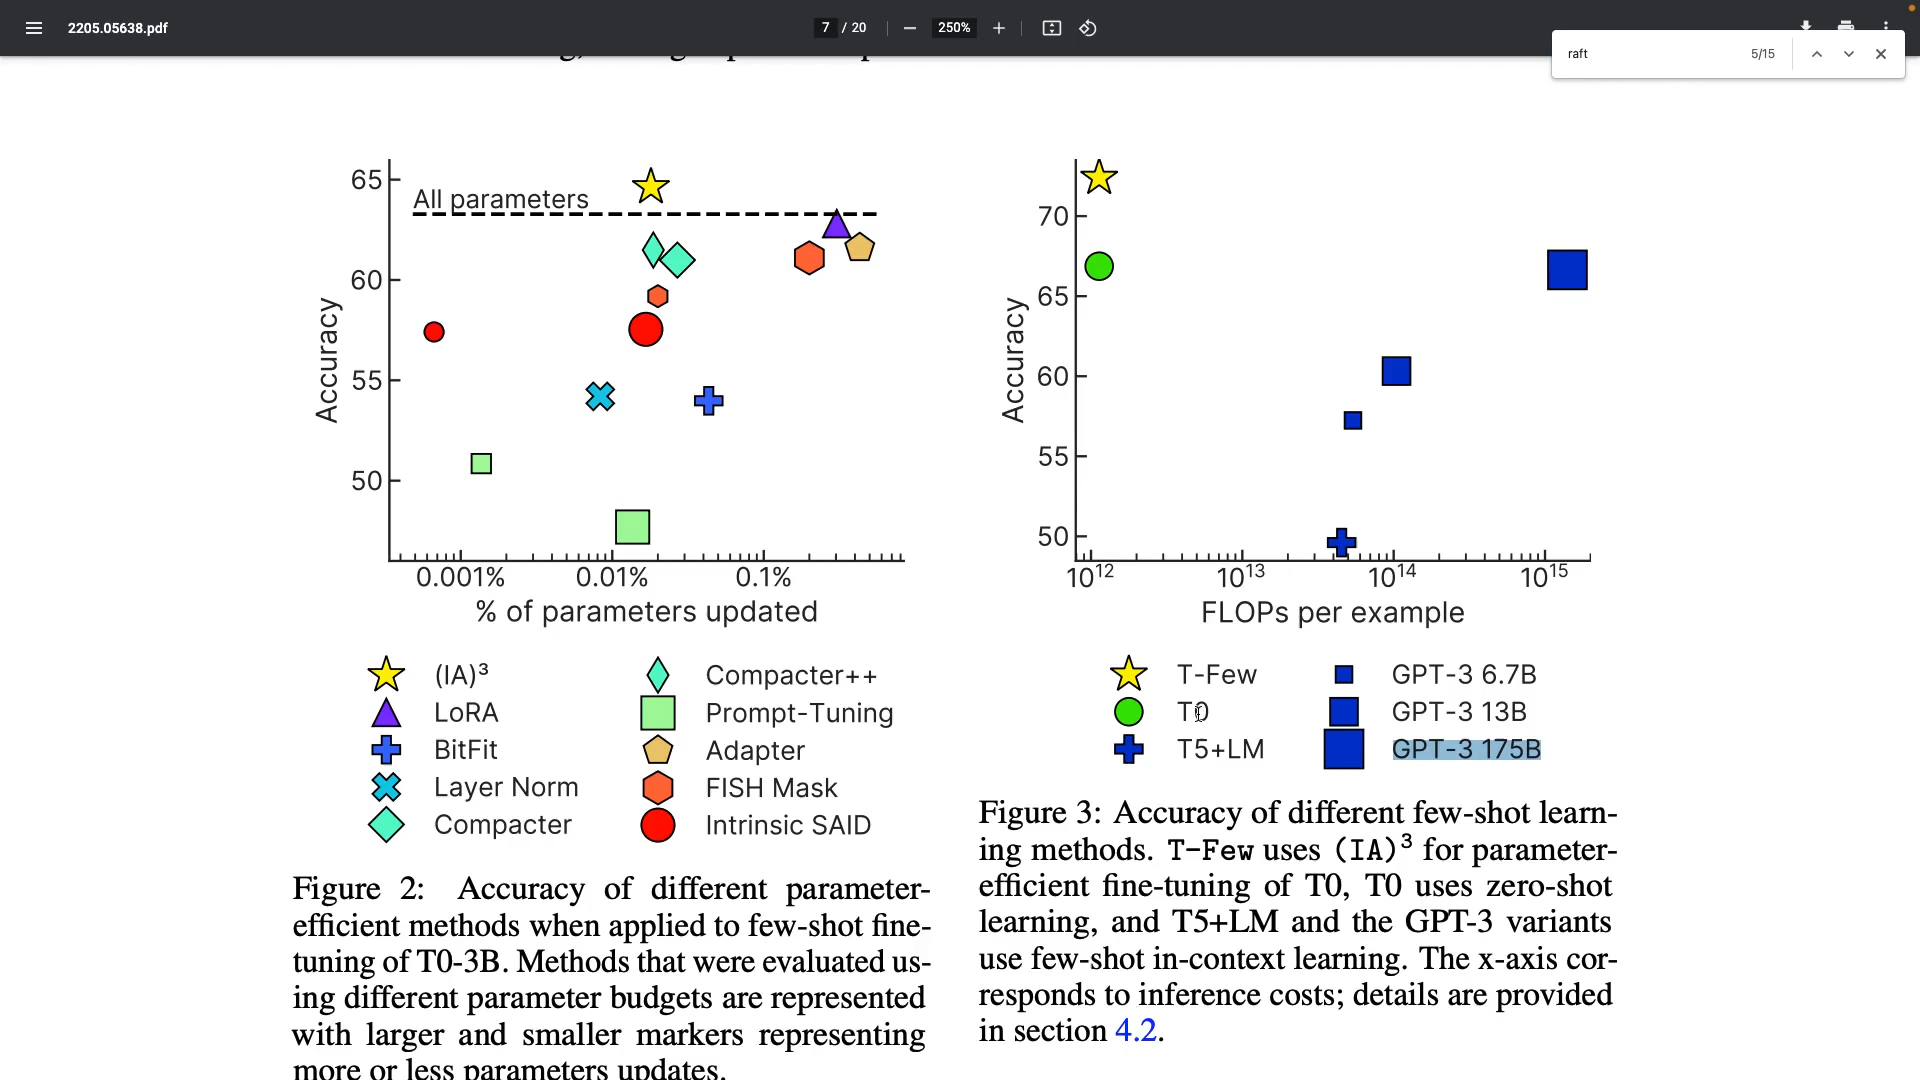 2205.05638.pdf
7 / 20
250%
raft
5/15
65
60
55
50
All parameters
Accuracy
0.001%
0.01%
0.1%
% of parameters updated
(IA)³
LoRA
BitFit
Layer Norm
Compacter
Compacter++
Prompt-Tuning
Adapter
FISH Mask
Intrinsic SAID
Figure 2: Accuracy of different parameter-
efficient methods when applied to few-shot fine-
tuning of T0-3B. Methods that were evaluated us-
ing different parameter budgets are represented
with larger and smaller markers representing
more or less parameters updates.
70
65
60
55
50
Accuracy
10¹²
10¹³
10¹⁴
10¹⁵
FLOPs per example
T-Few
T0
T5+LM
GPT-3 6.7B
GPT-3 13B
GPT-3 175B
Figure 3: Accuracy of different few-shot learn-
ing methods. T-Few uses (IA)³ for parameter-
efficient fine-tuning of T0, T0 uses zero-shot
learning, and T5+LM and the GPT-3 variants
use few-shot in-context learning. The x-axis cor-
responds to inference costs; details are provided
in section 4.2.